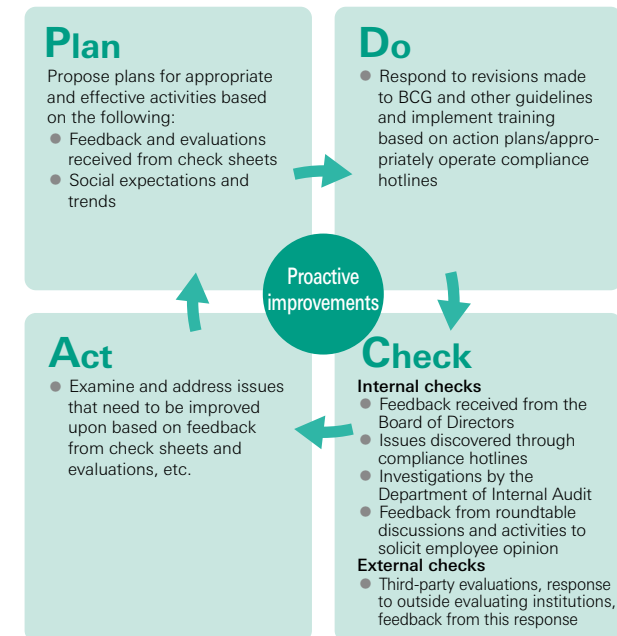 Plan
Propose plans for appropriate
and effective activities based
on the following:
● Feedback and evaluations
received from check sheets
● Social expectations and
trends
Do
● Respond to revisions made
to BCG and other guidelines
and implement training
based on action plans/appro-
priately operate compliance
hotlines
Proactive
improvements
Act
● Examine and address issues
that need to be improved
upon based on feedback
from check sheets and
evaluations, etc.
Check
Internal checks
● Feedback received from the
Board of Directors
● Issues discovered through
compliance hotlines
● Investigations by the
Department of Internal Audit
● Feedback from roundtable
discussions and activities to
solicit employee opinion
External checks
● Third-party evaluations, response
to outside evaluating institutions,
feedback from this response